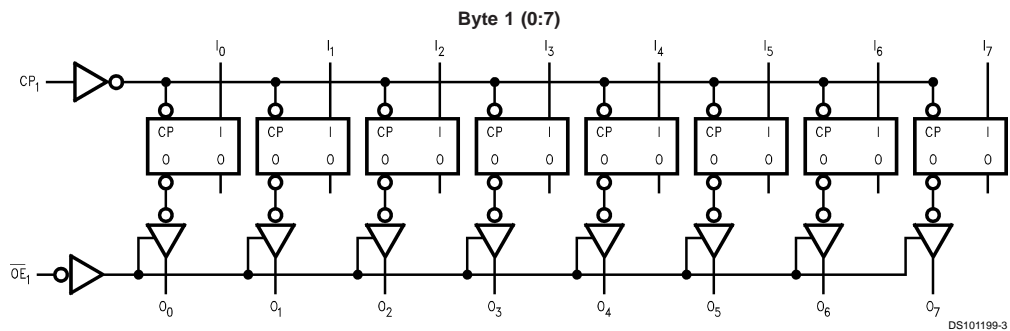 Byte 1 (0:7)
I0 I1 I2 I3 I4 I5 I6 I7
CP1
CP I CP I CP I CP I CP I CP I CP I CP I
O O O O O O O O O O O O O O O O
OE1
O0 O1 O2 O3 O4 O5 O6 O7
DS101199-3